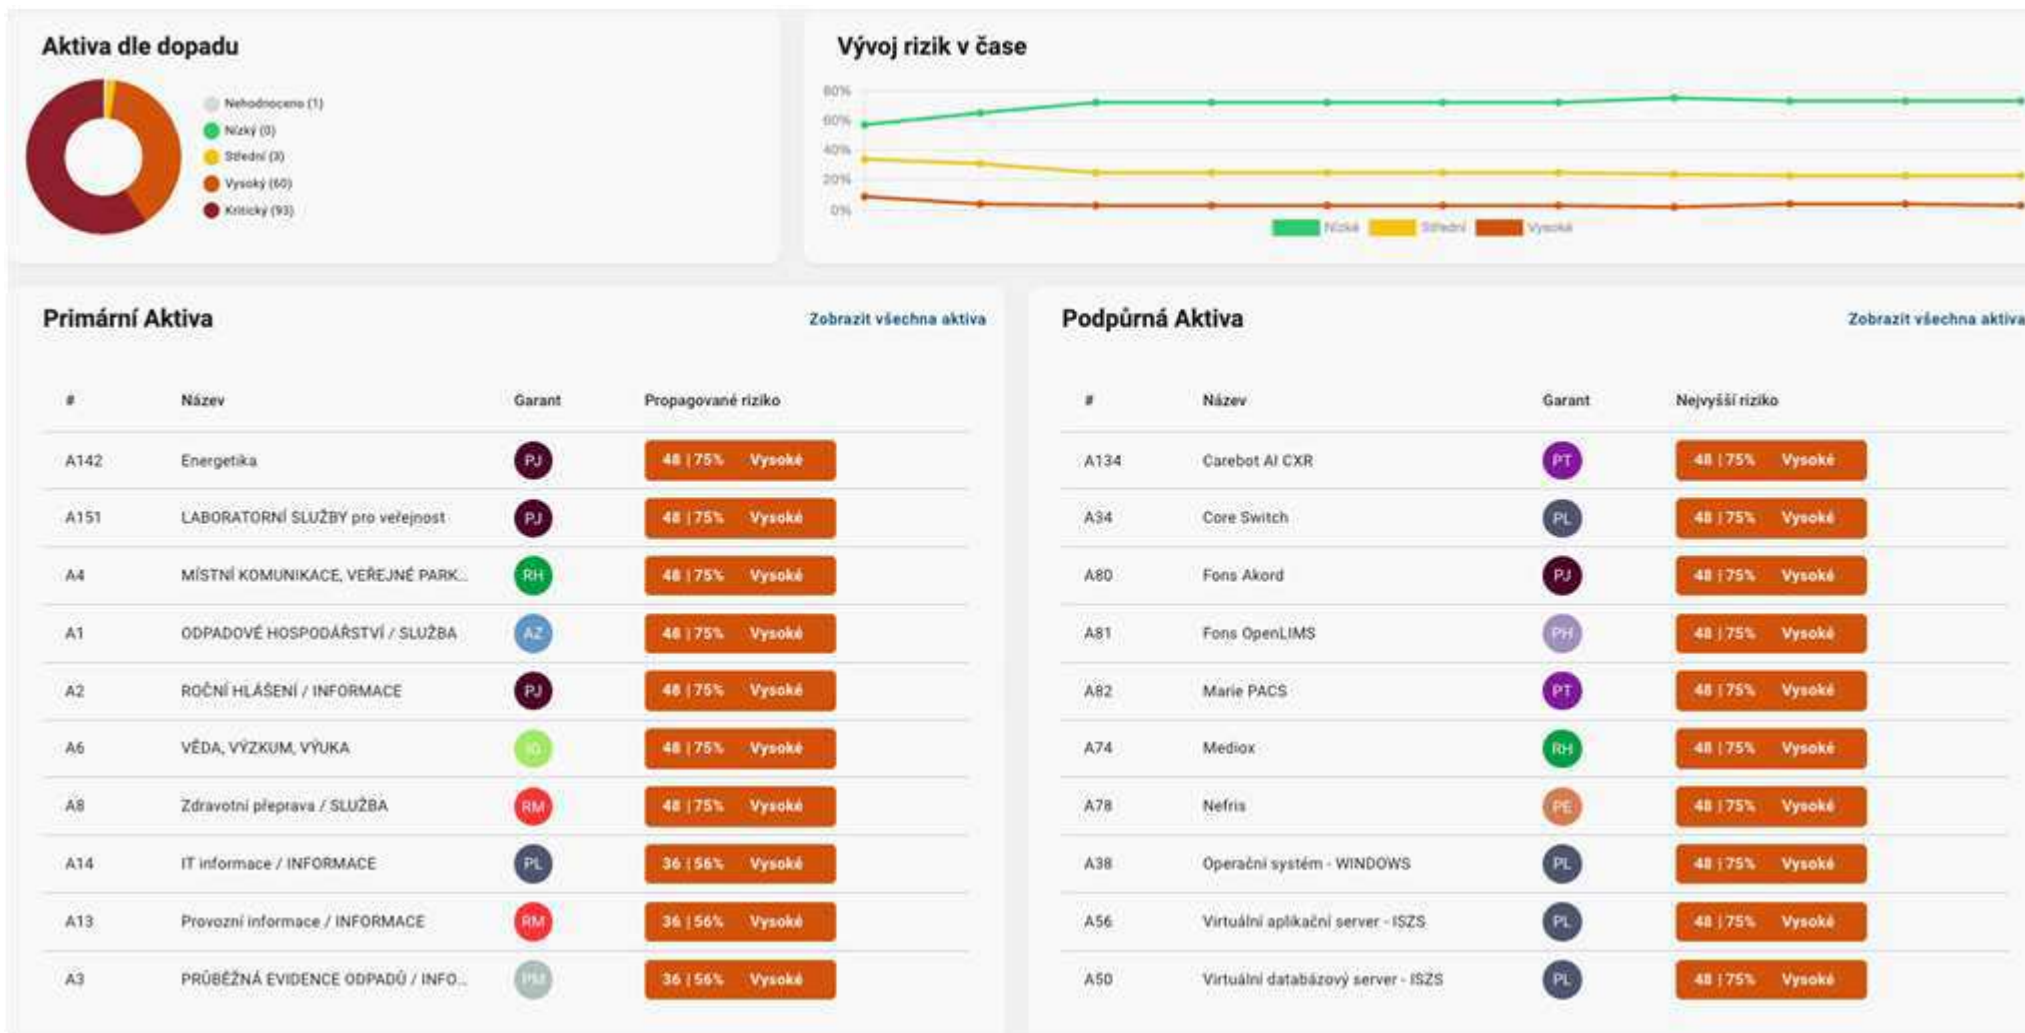 Aktiva dle dopadu
Nehodnoceno (1)
Nízký (0)
Střední (3)
Vysoký (60)
Kritický (93)
Vývoj rizik v čase
80%
60%
40%
20%
0%
Nízké Střední Vysoké
Primární Aktiva Zobrazit všechna aktiva
# Název Garant Propagované riziko
A142 Energetika PJ 48 | 75% Vysoké
A151 LABORATORNÍ SLUŽBY pro veřejnost PJ 48 | 75% Vysoké
A4 MÍSTNÍ KOMUNIKACE, VEŘEJNÉ PARK... RH 48 | 75% Vysoké
A1 ODPADOVÉ HOSPODÁŘSTVÍ / SLUŽBA AZ 48 | 75% Vysoké
A2 ROČNÍ HLÁŠENÍ / INFORMACE PJ 48 | 75% Vysoké
A6 VĚDA, VÝZKUM, VÝUKA 48 | 75% Vysoké
A8 Zdravotní přeprava / SLUŽBA RM 48 | 75% Vysoké
A14 IT informace / INFORMACE PL 36 | 56% Vysoké
A13 Provozní informace / INFORMACE RM 36 | 56% Vysoké
A3 PRŮBĚŽNÁ EVIDENCE ODPADŮ / INFO... 36 | 56% Vysoké
Podpůrná Aktiva Zobrazit všechna aktiva
# Název Garant Nejvyšší riziko
A134 Carebot AI CXR PT 48 | 75% Vysoké
A34 Core Switch PL 48 | 75% Vysoké
A80 Fons Akord PJ 48 | 75% Vysoké
A81 Fons OpenLIMS PH 48 | 75% Vysoké
A82 Marie PACS PT 48 | 75% Vysoké
A74 Mediox RH 48 | 75% Vysoké
A78 Nefris PE 48 | 75% Vysoké
A38 Operační systém - WINDOWS PL 48 | 75% Vysoké
A56 Virtuální aplikační server - ISZS PL 48 | 75% Vysoké
A50 Virtuální databázový server - ISZS PL 48 | 75% Vysoké